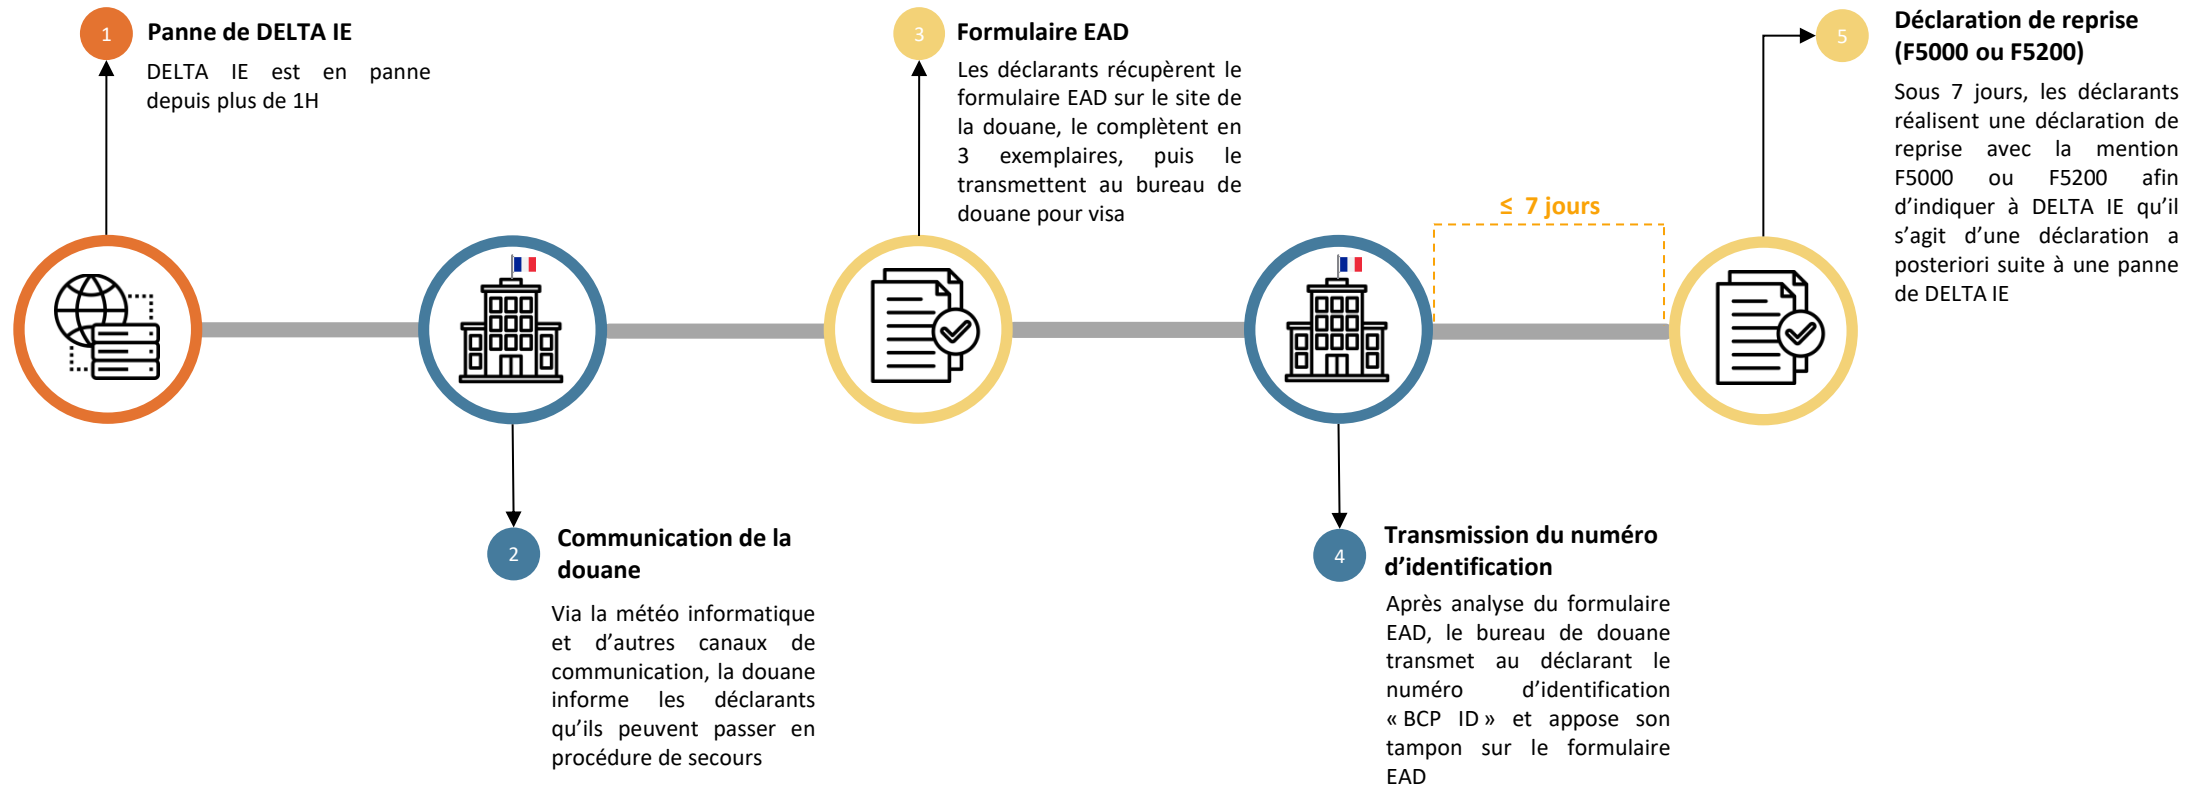 1
Panne de DELTA IE
DELTA IE est en panne
depuis plus de 1H
2
Communication de la
douane
Via la météo informatique
et d’autres canaux de
communication, la douane
informe les déclarants
qu’ils peuvent passer en
procédure de secours
3
Formulaire EAD
Les déclarants récupèrent le
formulaire EAD sur le site de
la douane, le complètent en
3 exemplaires, puis le
transmettent au bureau de
douane pour visa
4
Transmission du numéro
d’identification
Après analyse du formulaire
EAD, le bureau de douane
transmet au déclarant le
numéro d’identification
« BCP ID » et appose son
tampon sur le formulaire
EAD
≤ 7 jours
5
Déclaration de reprise
(F5000 ou F5200)
Sous 7 jours, les déclarants
réalisent une déclaration de
reprise avec la mention
F5000 ou F5200 afin
d’indiquer à DELTA IE qu’il
s’agit d’une déclaration a
posteriori suite à une panne
de DELTA IE